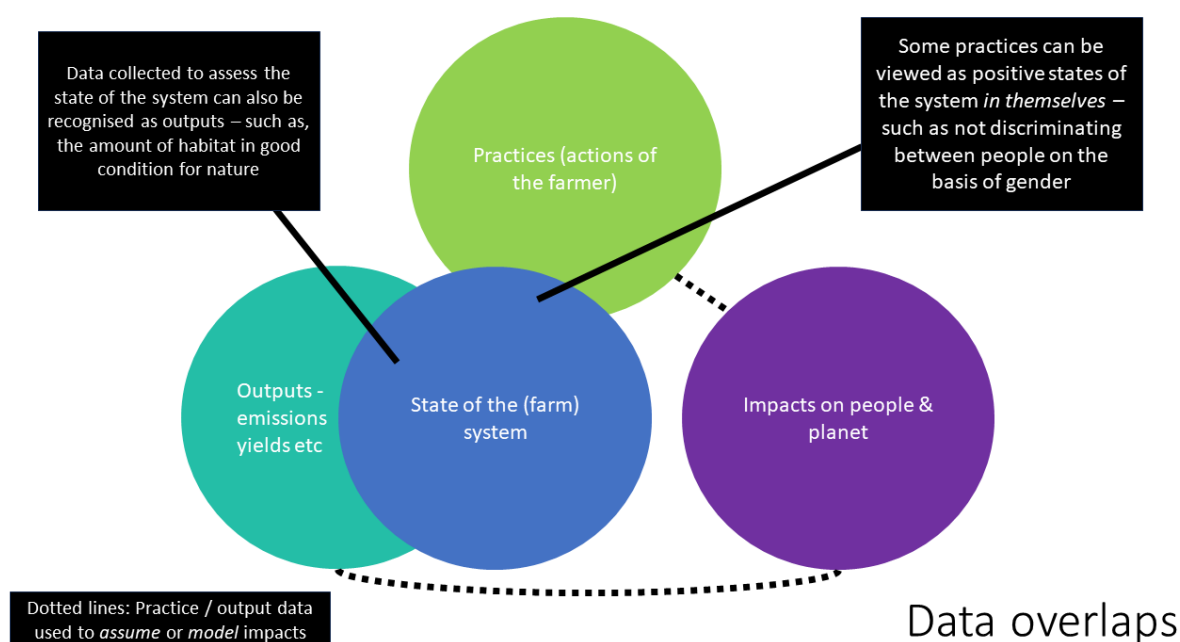 Data collected to assess the
state of the system can also be
recognised as outputs – such as,
the amount of habitat in good
condition for nature
Some practices can be
viewed as positive states of
the system in themselves –
such as not discriminating
between people on the
basis of gender
Practices (actions of
the farmer)
Outputs -
emissions
yields etc
State of the (farm)
system
Impacts on people &
planet
Dotted lines: Practice / output data
used to assume or model impacts
Data overlaps